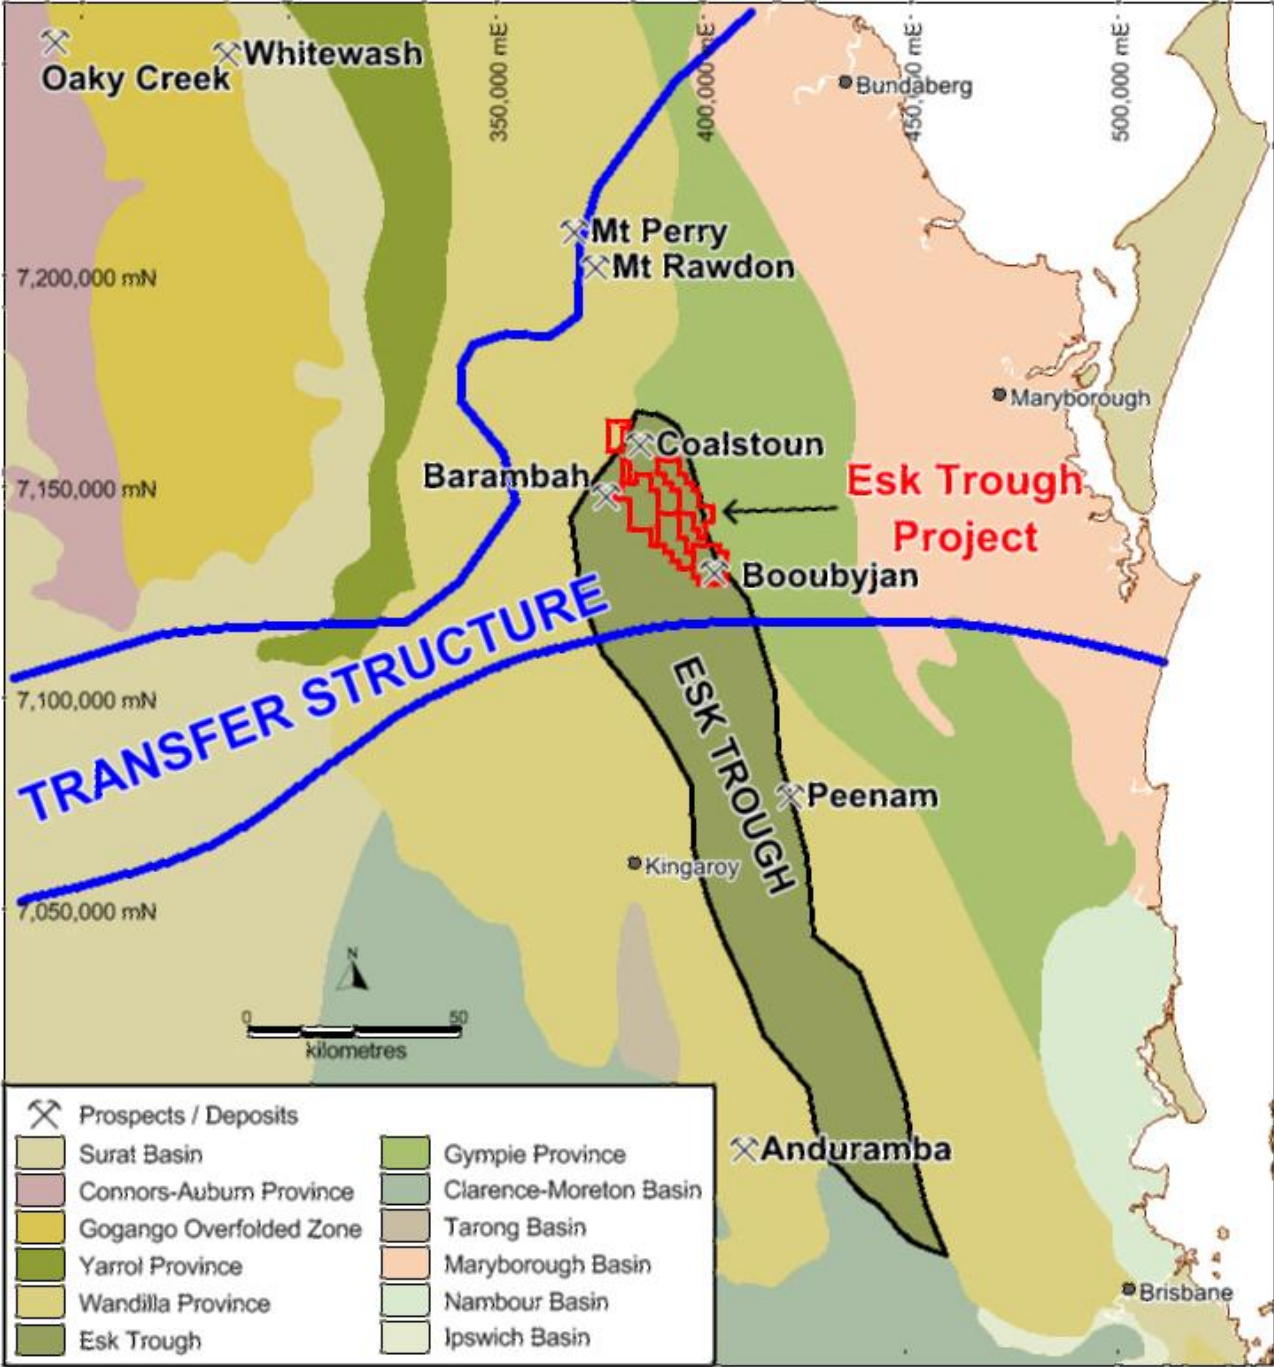 350,000 mE
400,000 mE
450,000 mE
500,000 mE
Whitewash
Oaky Creek
Bundaberg
Mt Perry
Mt Rawdon
7,200,000 mN
Maryborough
Coalstoun
Barambah
7,150,000 mN
Esk Trough
Project
Booubyjan
TRANSFER STRUCTURE
7,100,000 mN
ESK TROUGH
Peenam
Kingaroy
7,050,000 mN
N
0 50
kilometres
Prospects / Deposits
Surat Basin
Connors-Auburn Province
Gogango Overfolded Zone
Yarrol Province
Wandilla Province
Esk Trough
Gympie Province
Clarence-Moreton Basin
Tarong Basin
Maryborough Basin
Nambour Basin
Ipswich Basin
Anduramba
Brisbane